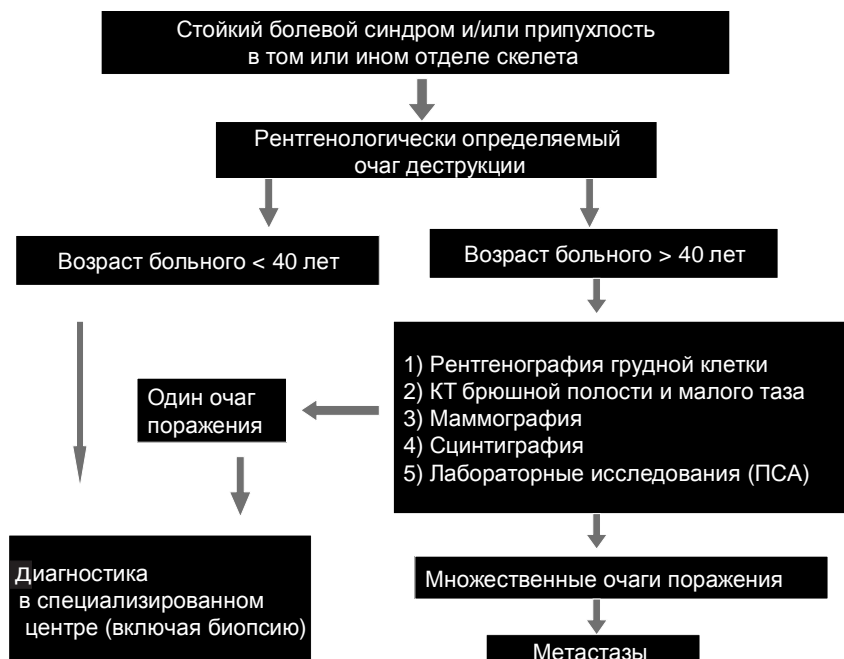 Стойкий болевой синдром и/или припухлость
в том или ином отделе скелета
Рентгенологически определяемый
очаг деструкции
Возраст больного < 40 лет
Возраст больного > 40 лет
1) Рентгенография грудной клетки
2) КТ брюшной полости и малого таза
3) Маммография
4) Сцинтиграфия
5) Лабораторные исследования (ПСА)
Один очаг
поражения
Диагностика
в специализированном
центре (включая биопсию)
Множественные очаги поражения
Метастазы